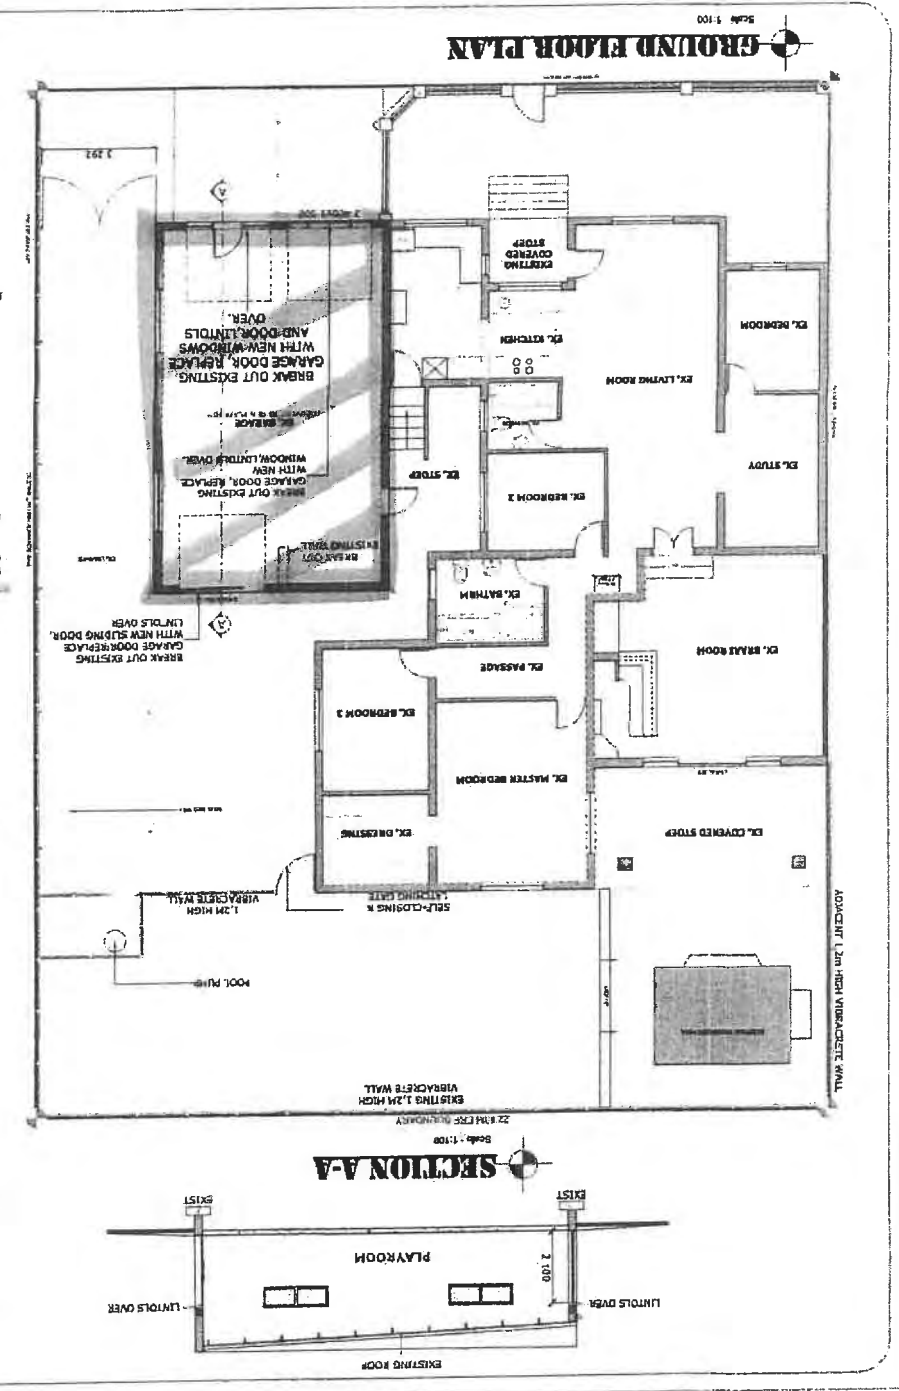 EXISTING ROOF
LINTOLS OVER
LINTOLS OVER
2 100
PLAYROOM
EXIST
EXIST
SECTION A-A
Scale - 1:100
ERF BOUNDARY
EXISTING 1,2M HIGH
VIBRACRETE WALL
ADJACENT 1,2m HIGH VIBRACRETE WALL
POOL PUMP
SELF-CLOSING &
LATCHING GATE
1,2M HIGH
VIBRACRETE WALL
EX. COVERED STOEP
EX. DRESSING
EX. MASTER BEDROOM
EX. BEDROOM 3
EX. BRAAI ROOM
EX. PASSAGE
BREAK OUT EXISTING
GARAGE DOOR REPLACE
WITH NEW SLIDING DOOR,
LINTOLS OVER
A
EX. BATHRM
BREAK OUT
EXISTING WALL
EX. BEDROOM 2
BREAK OUT EXISTING
GARAGE DOOR, REPLACE
WITH NEW
WINDOW, LINTOLS OVER.
EX. STUDY
EX. STOEP
EX. GARAGE
EX. LIVING ROOM
BREAK OUT EXISTING
GARAGE DOOR, REPLACE
WITH NEW WINDOWS
AND DOOR, LINTOLS
OVER.
EX. KITCHEN
EX. BEDROOM
EXISTING
COVERED
STOEP
A
3 292
GROUND FLOOR PLAN
Scale 1:100